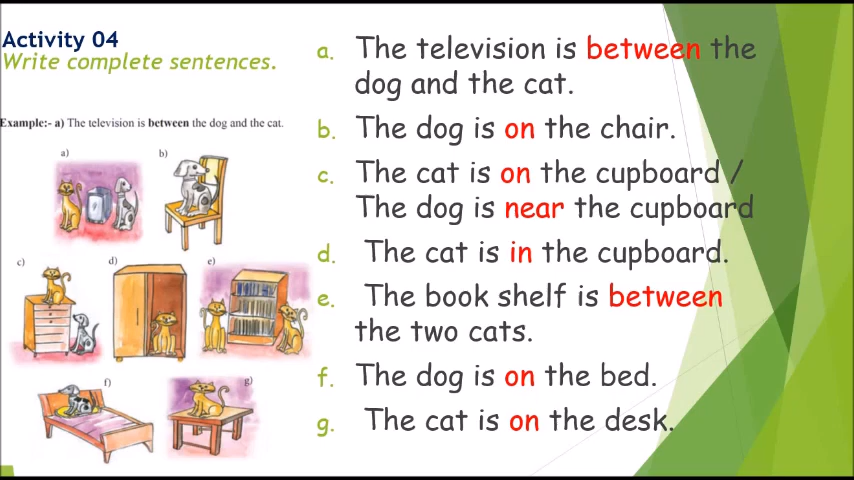 Activity 04
Write complete sentences.
Example:- a) The television is between the dog and the cat.
a)
b)
c)
d)
e)
f)
g)
a. The television is between the
dog and the cat.
b. The dog is on the chair.
c. The cat is on the cupboard /
The dog is near the cupboard
d. The cat is in the cupboard.
e. The book shelf is between
the two cats.
f. The dog is on the bed.
g. The cat is on the desk.